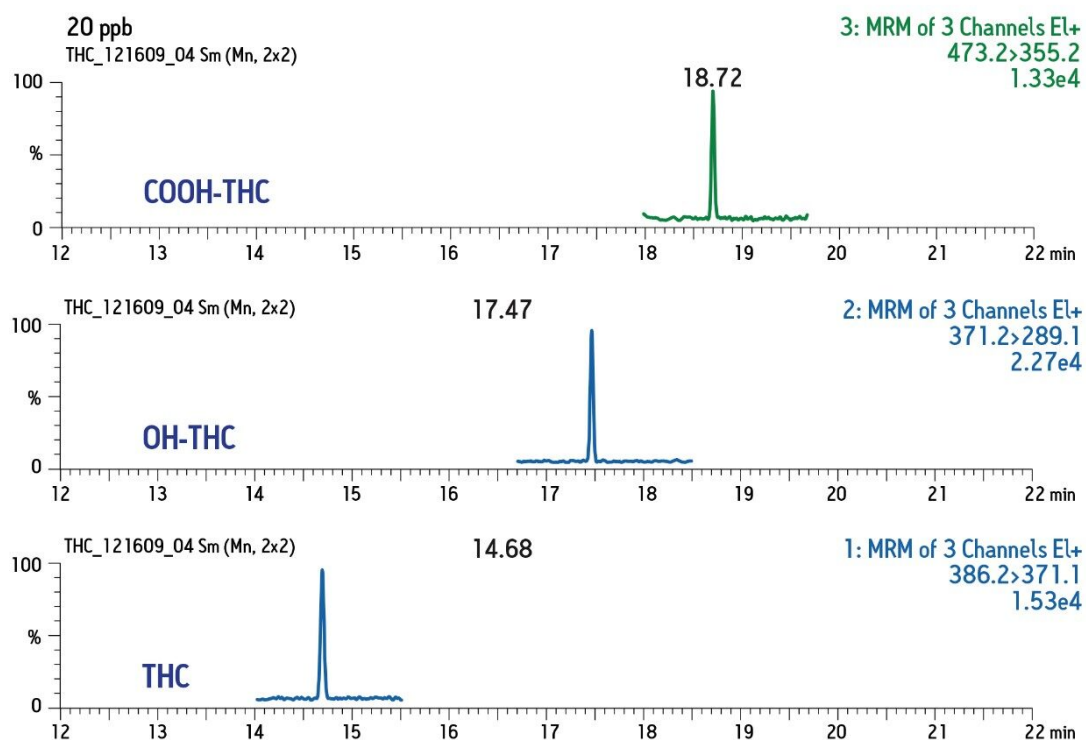 20 ppb
THC_121609_04 Sm (Mn, 2x2)
3: MRM of 3 Channels El+
473.2>355.2
1.33e4
18.72
100
%
0
COOH-THC
12 13 14 15 16 17 18 19 20 21 22 min
THC_121609_04 Sm (Mn, 2x2)
17.47
2: MRM of 3 Channels El+
371.2>289.1
2.27e4
100
%
0
OH-THC
12 13 14 15 16 17 18 19 20 21 22 min
THC_121609_04 Sm (Mn, 2x2)
14.68
1: MRM of 3 Channels El+
386.2>371.1
1.53e4
100
%
0
THC
12 13 14 15 16 17 18 19 20 21 22 min